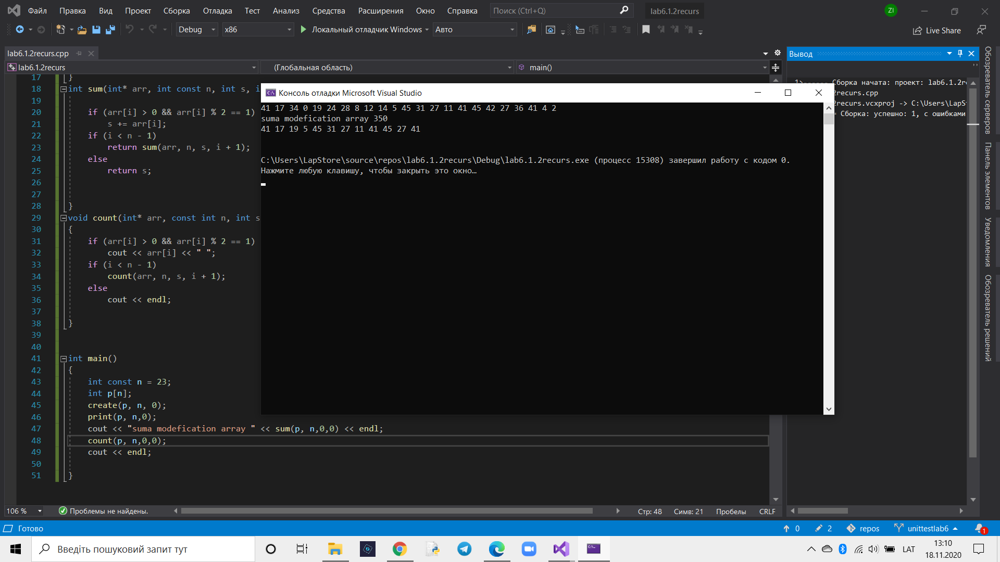 Файл Правка Вид Проект Сборка Отладка Тест Анализ Средства Расширения Окно Справка Поиск (Ctrl+Q) lab6.1.2recurs ZI
Debug x86 Локальный отладчик Windows Авто Live Share
lab6.1.2recurs.cpp
lab6.1.2recurs (Глобальная область) main()
17 }
18 int sum(int* arr, int const n, int s, i
19
20 if (arr[i] > 0 && arr[i] % 2 == 1)
21 s += arr[i];
22 if (i < n - 1)
23 return sum(arr, n, s, i + 1);
24 else
25 return s;
26
27
28 }
29 void count(int* arr, const int n, int s
30 {
31 if (arr[i] > 0 && arr[i] % 2 == 1)
32 cout << arr[i] << " ";
33 if (i < n - 1)
34 count(arr, n, s, i + 1);
35 else
36 cout << endl;
37
38 }
39
40
41 int main()
42 {
43 int const n = 23;
44 int p[n];
45 create(p, n, 0);
46 print(p, n,0);
47 cout << "suma modefication array " << sum(p, n,0,0) << endl;
48 count(p, n,0,0);
49 cout << endl;
50
51 }
Консоль отладки Microsoft Visual Studio
41 17 34 0 19 24 28 8 12 14 5 45 31 27 11 41 45 42 27 36 41 4 2
suma modefication array 350
41 17 19 5 45 31 27 11 41 45 27 41
C:\Users\LapStore\source\repos\lab6.1.2recurs\Debug\lab6.1.2recurs.exe (процесс 15308) завершил работу с кодом 0.
Нажмите любую клавишу, чтобы закрыть это окно…
Вывод
1>------ Сборка начата: проект: lab6.1.2re
2recurs.cpp
2recurs.vcxproj -> C:\Users\LapS
= Сборка: успешно: 1, с ошибками
Обозреватель серверов
Панель элементов
Уведомления
Обозреватель решений
106 % Проблемы не найдены. Стр: 48 Симв: 21 Пробелы CRLF
Готово 0 2 repos unittestlab6 1
Введіть пошуковий запит тут LAT 13:10
18.11.2020